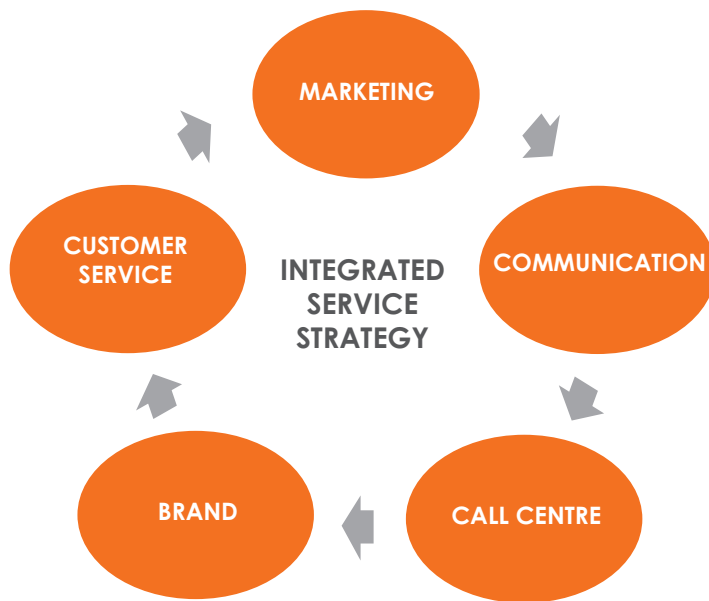 MARKETING
COMMUNICATION
CALL CENTRE
BRAND
CUSTOMER
SERVICE
INTEGRATED
SERVICE
STRATEGY